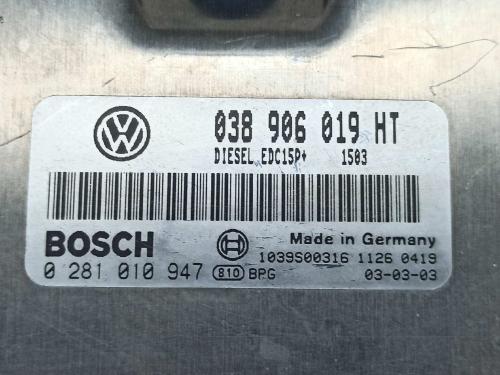 038 906 019 HT
DIESEL EDC15P+ 1503
BOSCH Made in Germany
0 281 010 947 810 BPG 1039S00316 1126 0419
03-03-03